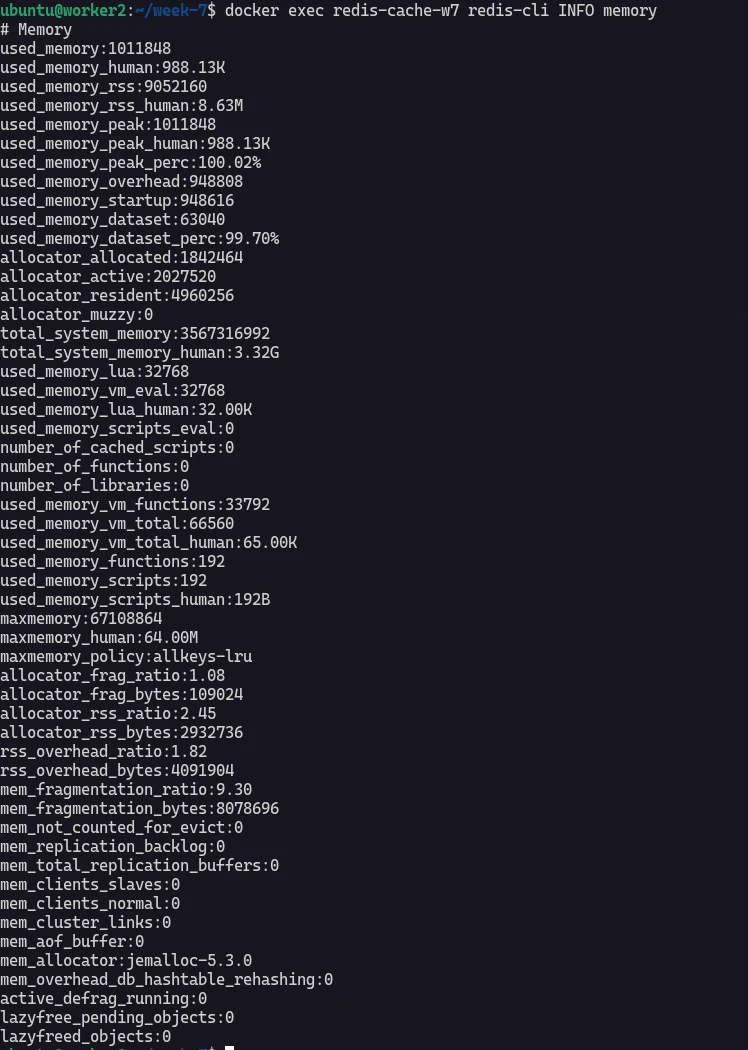 ubuntu@worker2:~/week-7$ docker exec redis-cache-w7 redis-cli INFO memory
# Memory
used_memory:1011848
used_memory_human:988.13K
used_memory_rss:9052160
used_memory_rss_human:8.63M
used_memory_peak:1011848
used_memory_peak_human:988.13K
used_memory_peak_perc:100.02%
used_memory_overhead:948808
used_memory_startup:948616
used_memory_dataset:63040
used_memory_dataset_perc:99.70%
allocator_allocated:1842464
allocator_active:2027520
allocator_resident:4960256
allocator_muzzy:0
total_system_memory:3567316992
total_system_memory_human:3.32G
used_memory_lua:32768
used_memory_vm_eval:32768
used_memory_lua_human:32.00K
used_memory_scripts_eval:0
number_of_cached_scripts:0
number_of_functions:0
number_of_libraries:0
used_memory_vm_functions:33792
used_memory_vm_total:66560
used_memory_vm_total_human:65.00K
used_memory_functions:192
used_memory_scripts:192
used_memory_scripts_human:192B
maxmemory:67108864
maxmemory_human:64.00M
maxmemory_policy:allkeys-lru
allocator_frag_ratio:1.08
allocator_frag_bytes:109024
allocator_rss_ratio:2.45
allocator_rss_bytes:2932736
rss_overhead_ratio:1.82
rss_overhead_bytes:4091904
mem_fragmentation_ratio:9.30
mem_fragmentation_bytes:8078696
mem_not_counted_for_evict:0
mem_replication_backlog:0
mem_total_replication_buffers:0
mem_clients_slaves:0
mem_clients_normal:0
mem_cluster_links:0
mem_aof_buffer:0
mem_allocator:jemalloc-5.3.0
mem_overhead_db_hashtable_rehashing:0
active_defrag_running:0
lazyfree_pending_objects:0
lazyfreed_objects:0